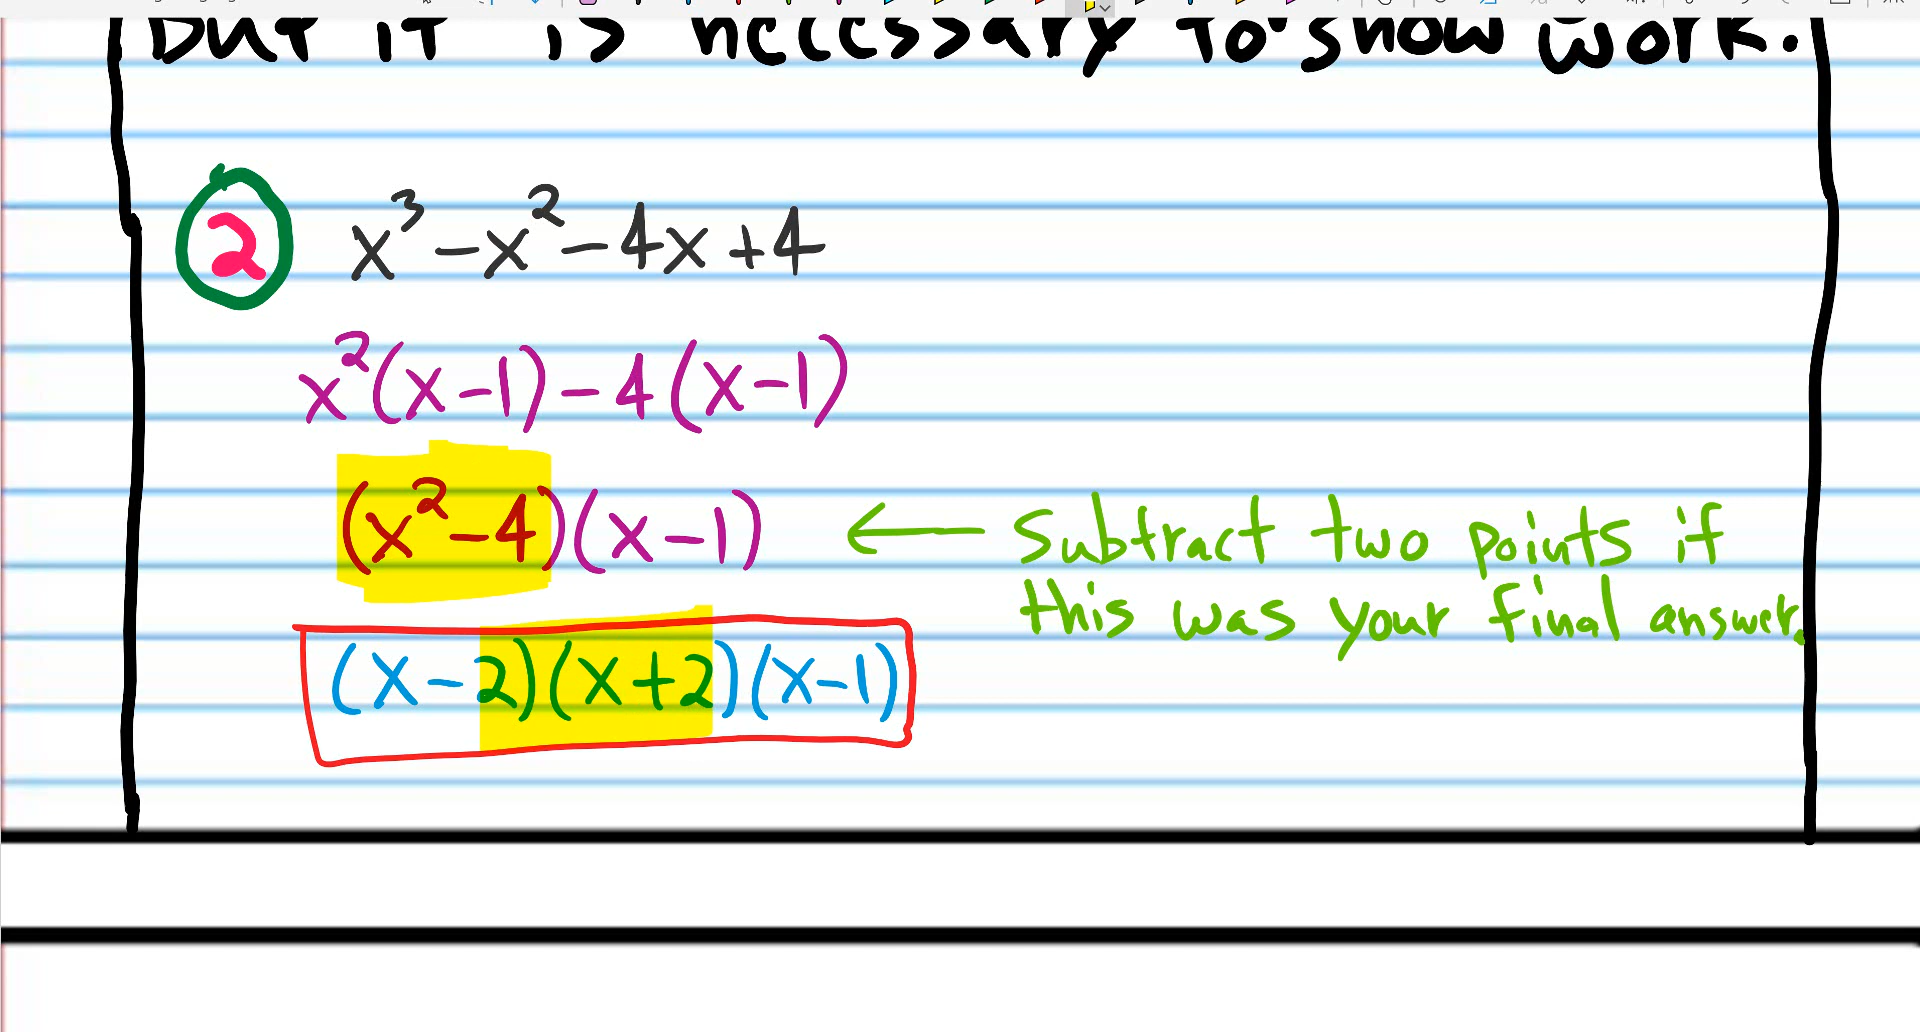 But it is necessary to show work.
2 x³ - x² - 4x + 4
x²(x-1) - 4(x-1)
(x²-4)(x-1) ← Subtract two points if
this was your final answer.
(x-2)(x+2)(x-1)